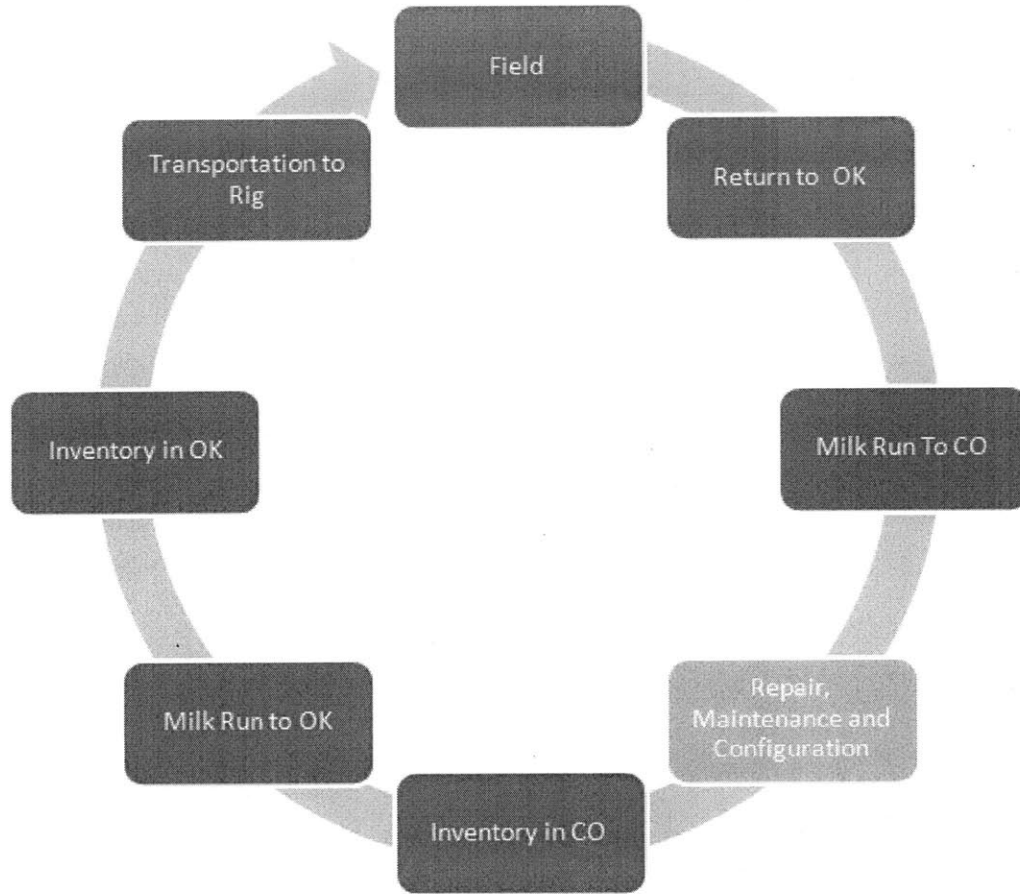 Field
Return to OK
Milk Run To CO
Repair,
Maintenance and
Configuration
Inventory in CO
Milk Run to OK
Inventory in OK
Transportation to
Rig